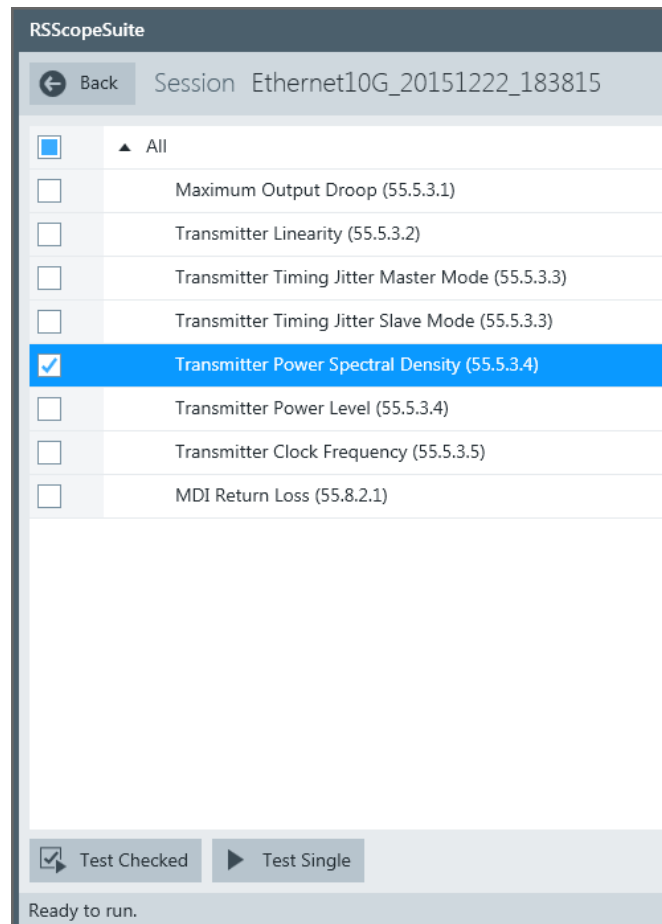 RSScopeSuite
Back Session Ethernet10G_20151222_183815
All
Maximum Output Droop (55.5.3.1)
Transmitter Linearity (55.5.3.2)
Transmitter Timing Jitter Master Mode (55.5.3.3)
Transmitter Timing Jitter Slave Mode (55.5.3.3)
Transmitter Power Spectral Density (55.5.3.4)
Transmitter Power Level (55.5.3.4)
Transmitter Clock Frequency (55.5.3.5)
MDI Return Loss (55.8.2.1)
Test Checked Test Single
Ready to run.